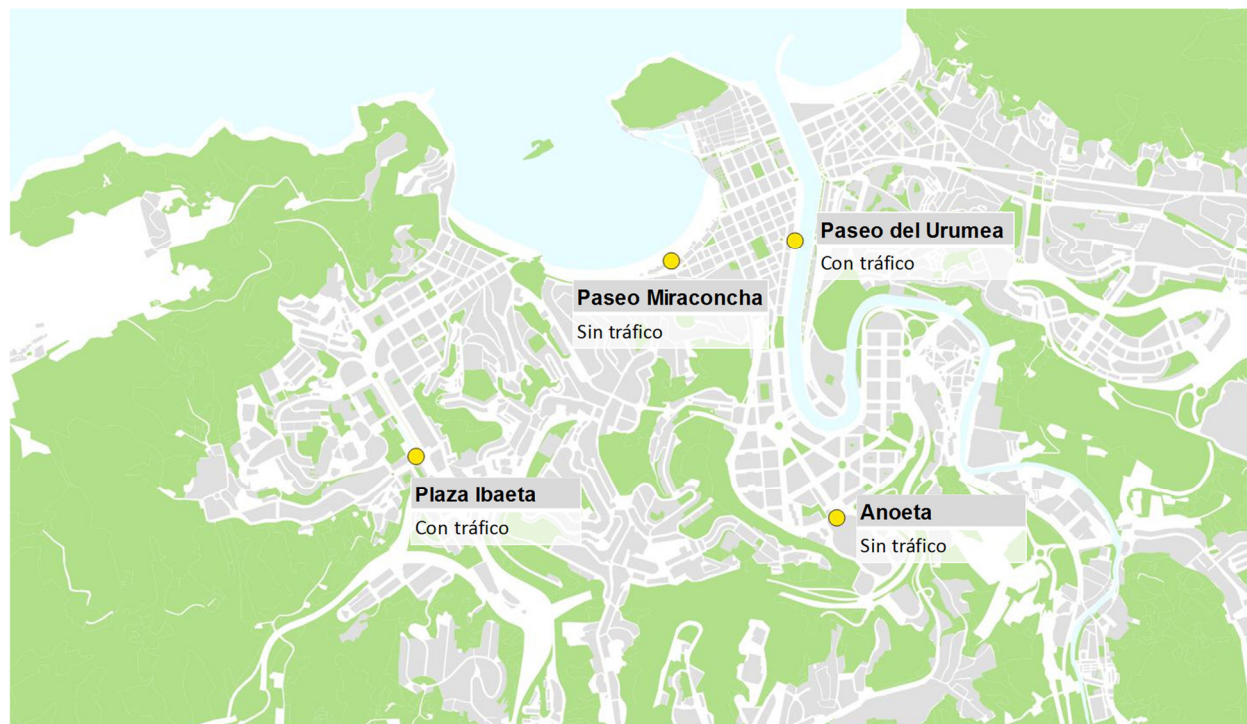 Paseo del Urumea
Con tráfico
Paseo Miraconcha
Sin tráfico
Plaza Ibaeta
Con tráfico
Anoeta
Sin tráfico